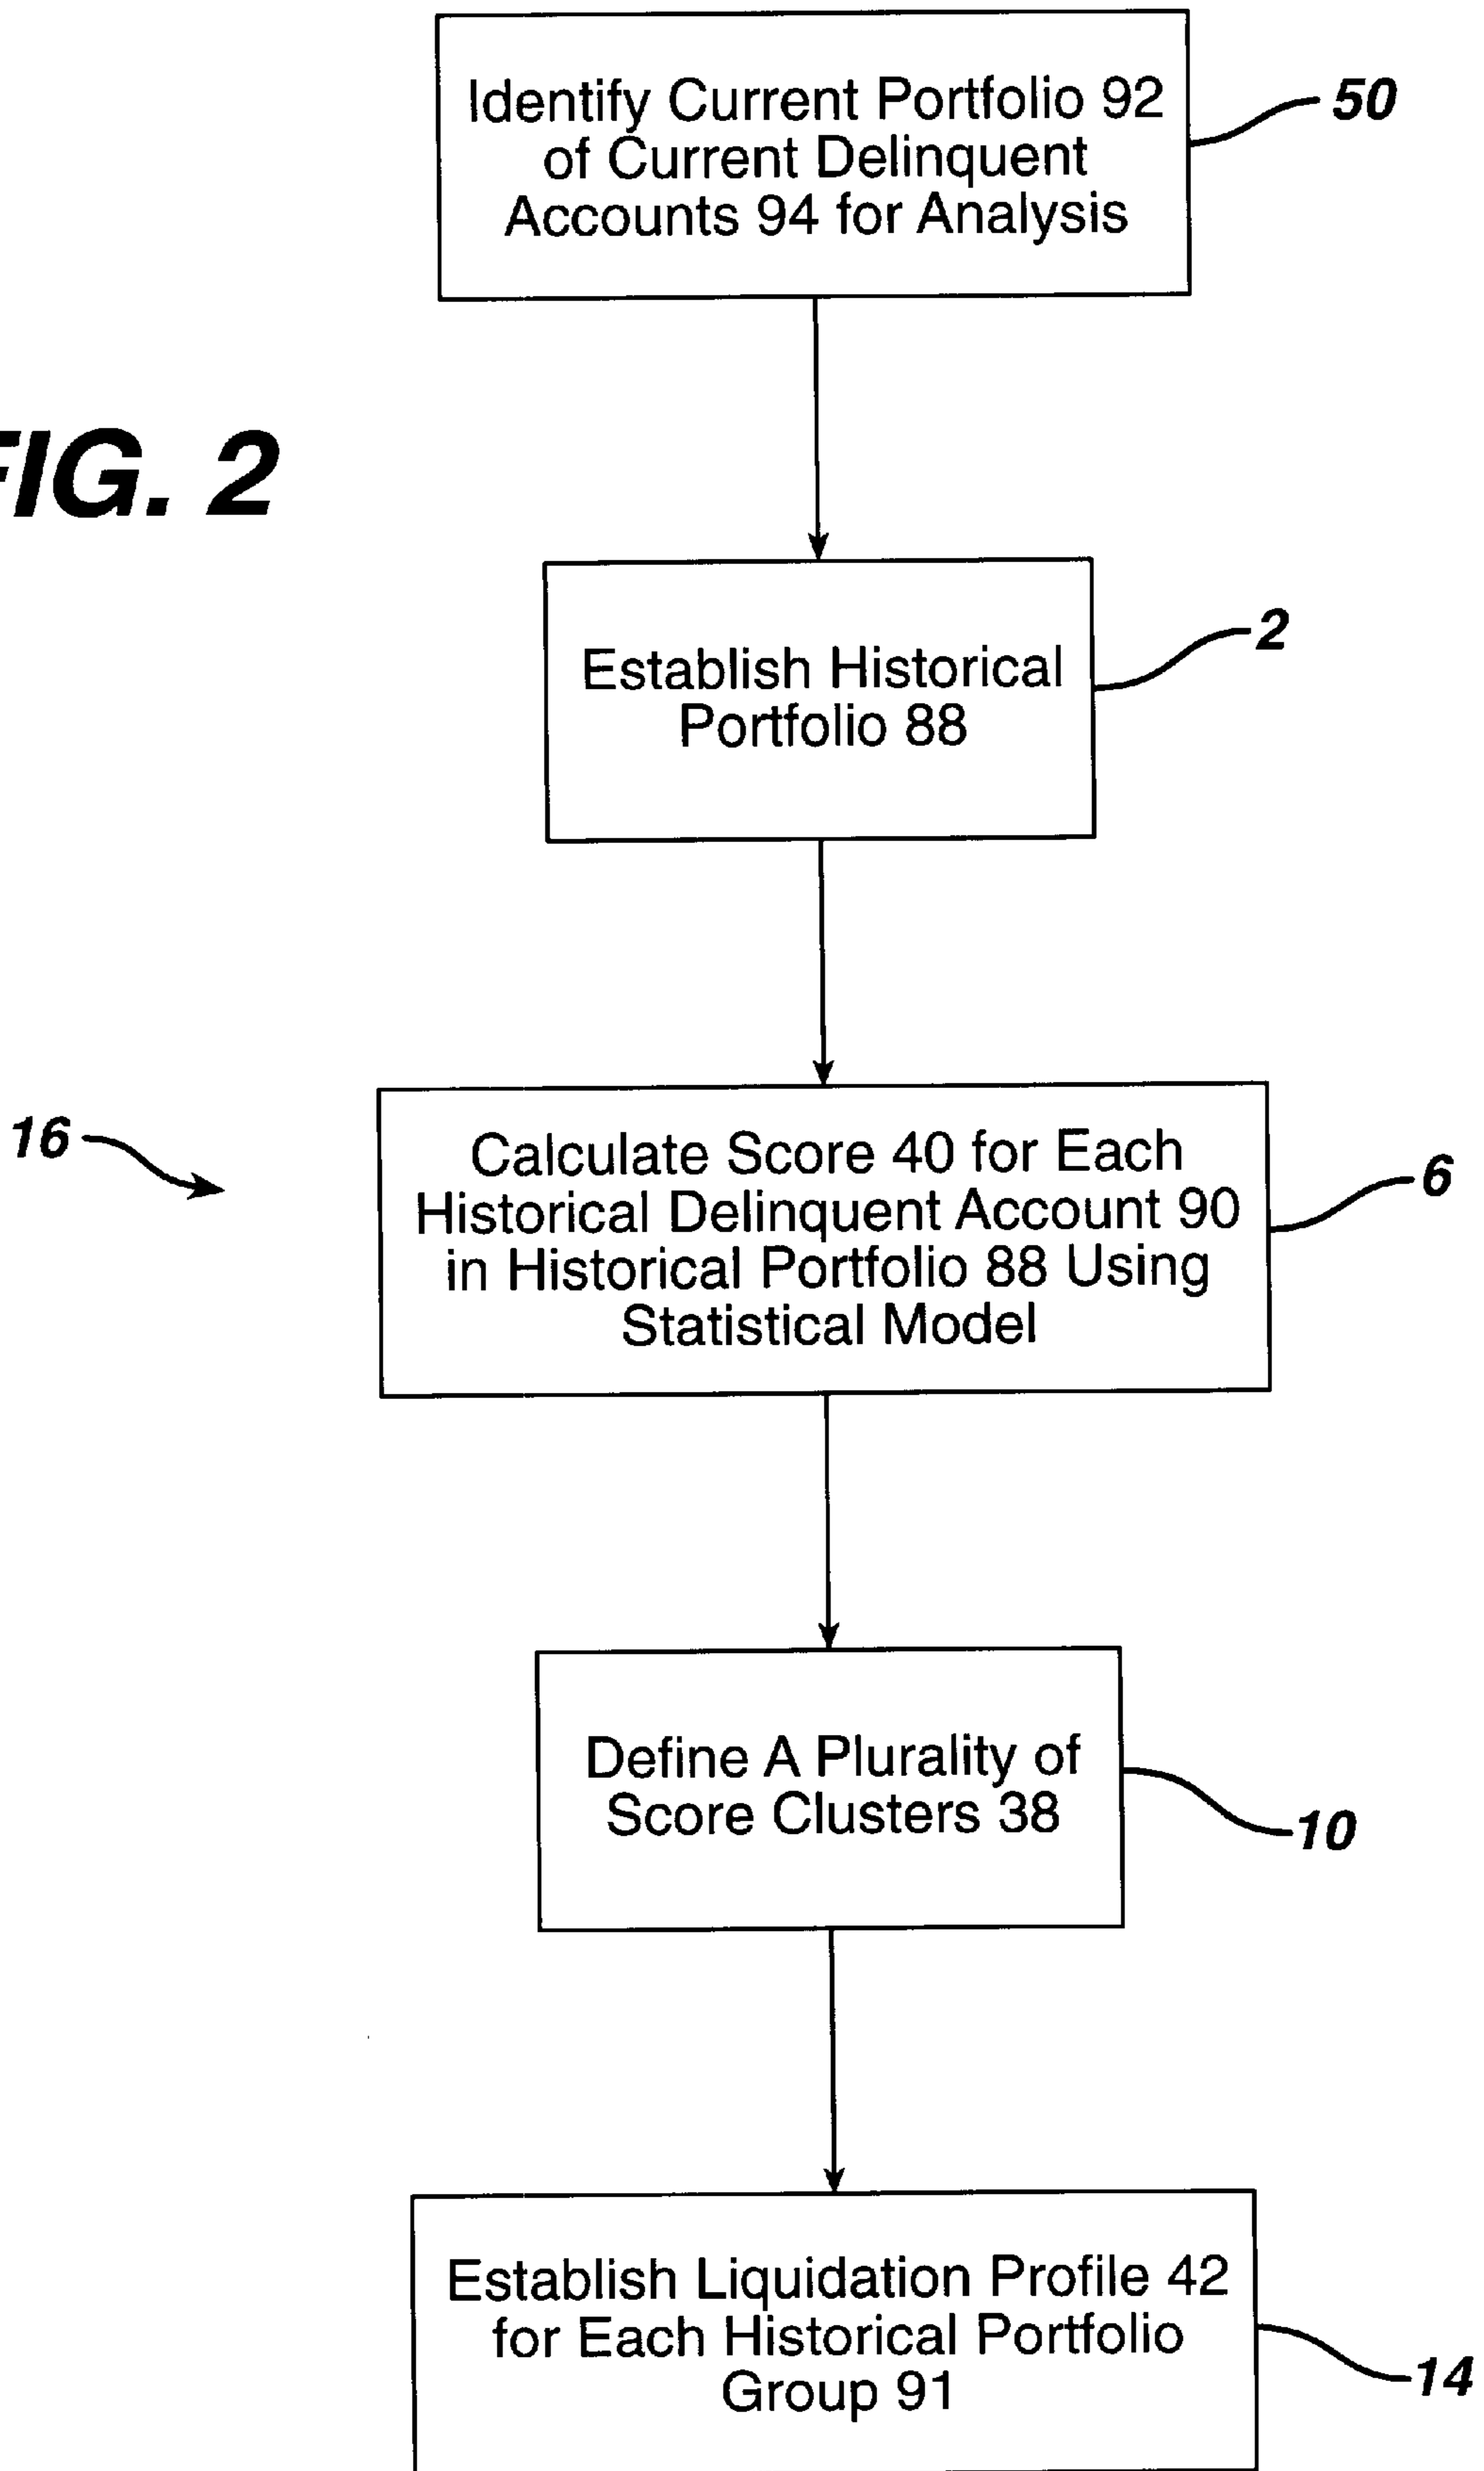 Identify Current Portfolio 92
of Current Delinquent
Accounts 94 for Analysis
50
FIG. 2
Establish Historical
Portfolio 88
2
16
Calculate Score 40 for Each
Historical Delinquent Account 90
in Historical Portfolio 88 Using
Statistical Model
6
Define A Plurality of
Score Clusters 38
10
Establish Liquidation Profile 42
for Each Historical Portfolio
Group 91
14